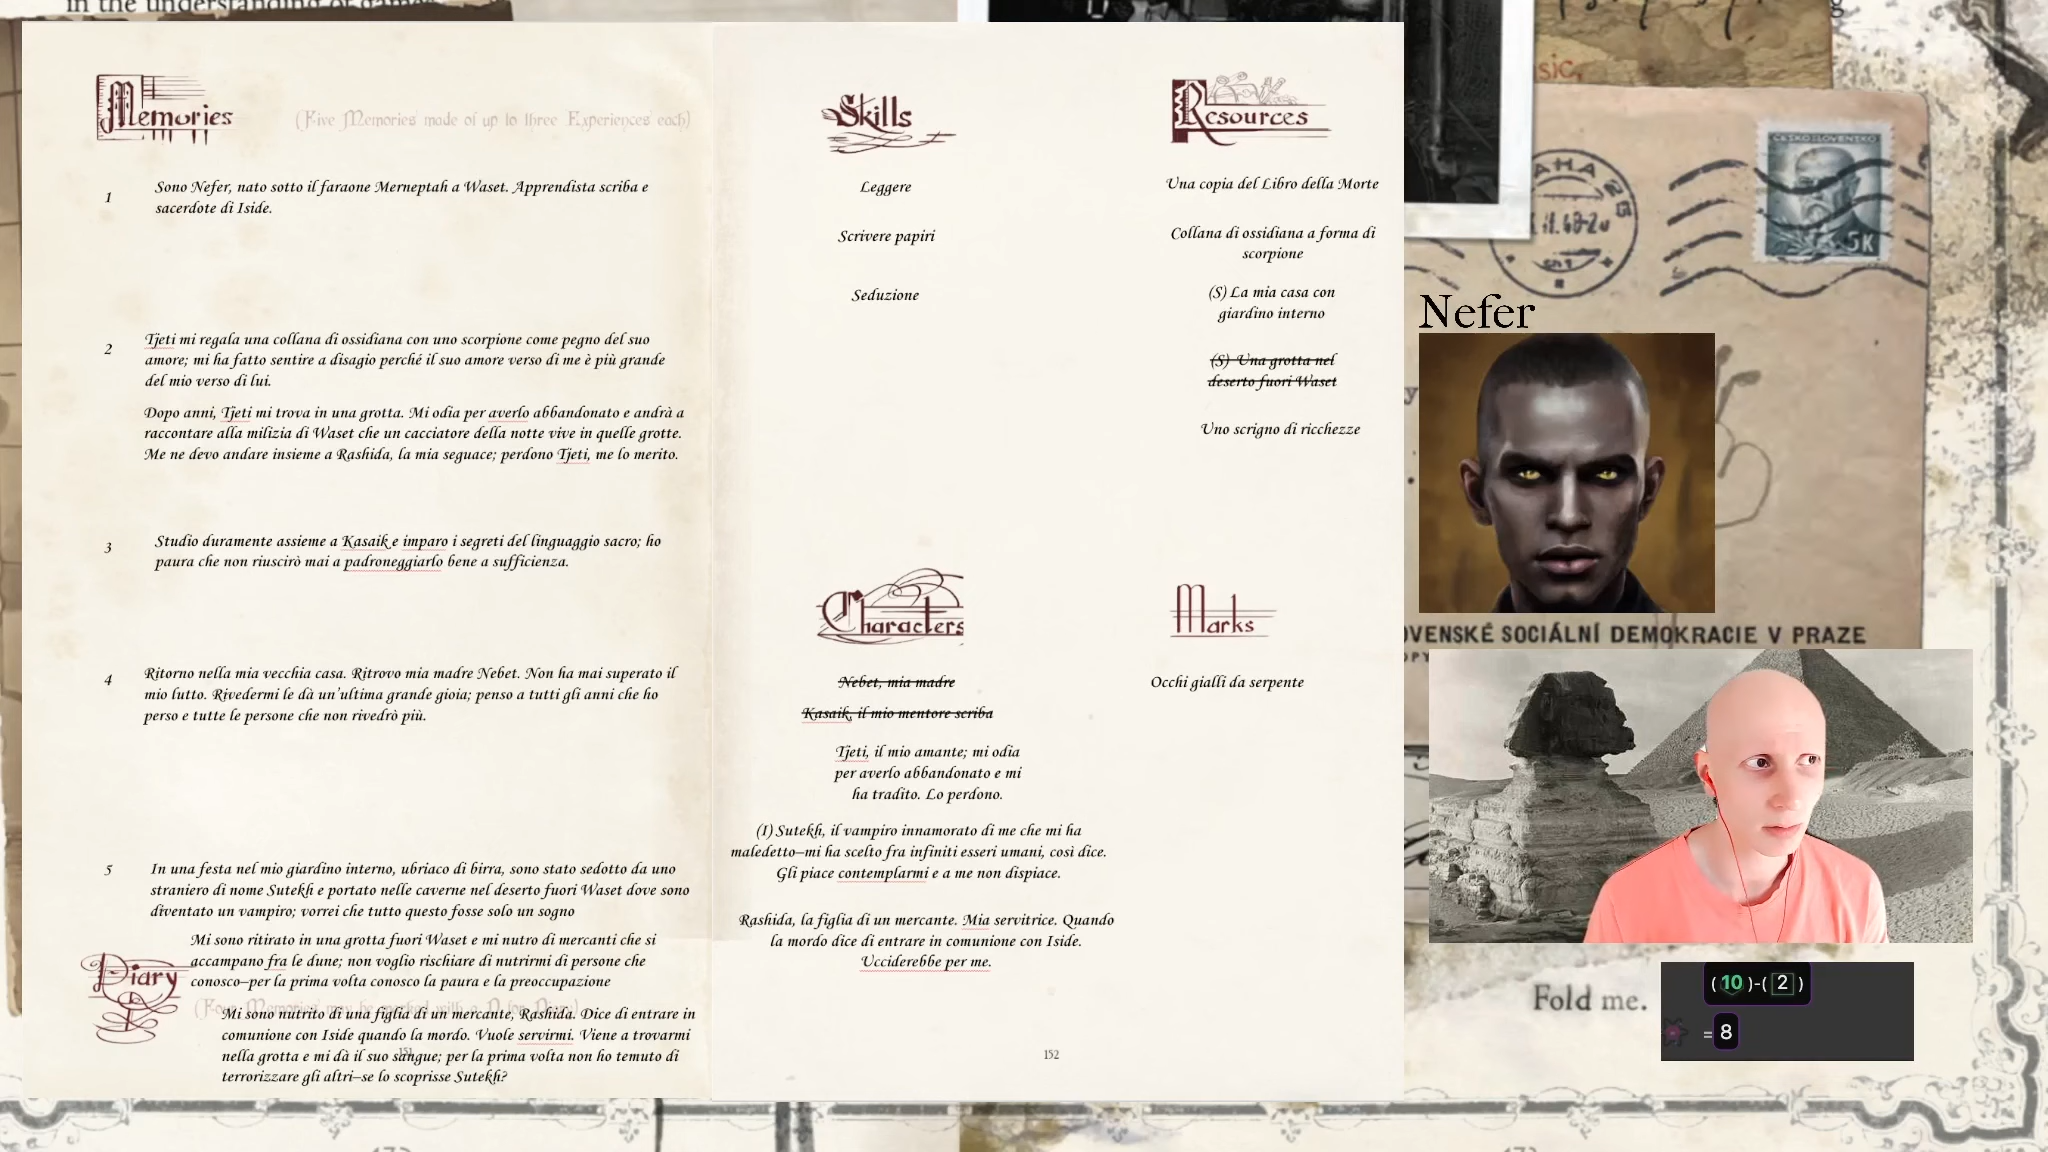 in the understanding of games
Memories
(Five Memories made of up to three Experiences each)
1
Sono Nefer, nato sotto il faraone Merneptah a Waset. Apprendista scriba e
sacerdote di Iside.
2
Tjeti mi regala una collana di ossidiana con uno scorpione come pegno del suo
amore; mi ha fatto sentire a disagio perché il suo amore verso di me è più grande
del mio verso di lui.
Dopo anni, Tjeti mi trova in una grotta. Mi odia per averlo abbandonato e andrà a
raccontare alla milizia di Waset che un cacciatore della notte vive in quelle grotte.
Me ne devo andare insieme a Rashida, la mia seguace; perdono Tjeti, me lo merito.
3
Studio duramente assieme a Kasaik e imparo i segreti del linguaggio sacro; ho
paura che non riuscirò mai a padroneggiarlo bene a sufficienza.
4
Ritorno nella mia vecchia casa. Ritrovo mia madre Nebet. Non ha mai superato il
mio lutto. Rivedermi le dà un'ultima grande gioia; penso a tutti gli anni che ho
perso e tutte le persone che non rivedrò più.
5
In una festa nel mio giardino interno, ubriaco di birra, sono stato sedotto da uno
straniero di nome Sutekh e portato nelle caverne nel deserto fuori Waset dove sono
diventato un vampiro; vorrei che tutto questo fosse solo un sogno
Mi sono ritirato in una grotta fuori Waset e mi nutro di mercanti che si
accampano fra le dune; non voglio rischiare di nutrirmi di persone che
conosco–per la prima volta conosco la paura e la preoccupazione
Diary
(Four Memories may be marked with a D for Diary)
Mi sono nutrito di una figlia di un mercante, Rashida. Dice di entrare in
comunione con Iside quando la mordo. Vuole servirmi. Viene a trovarmi
nella grotta e mi dà il suo sangue; per la prima volta non ho temuto di
terrorizzare gli altri–se lo scoprisse Sutekh?
151
Skills
Leggere
Scrivere papiri
Seduzione
Resources
Una copia del Libro della Morte
Collana di ossidiana a forma di
scorpione
(S) La mia casa con
giardino interno
(S) Una grotta nel
deserto fuori Waset
Uno scrigno di ricchezze
Characters
Nebet, mia madre
Kasaik, il mio mentore scriba
Tjeti, il mio amante; mi odia
per averlo abbandonato e mi
ha tradito. Lo perdono.
(I) Sutekh, il vampiro innamorato di me che mi ha
maledetto–mi ha scelto fra infiniti esseri umani, così dice.
Gli piace contemplarmi e a me non dispiace.
Rashida, la figlia di un mercante. Mia servitrice. Quando
la mordo dice di entrare in comunione con Iside.
Ucciderebbe per me.
Marks
Occhi gialli da serpente
152
sic,
ČESKOSLOVENSKO
5K
Nefer
OVENSKÉ SOCIÁLNÍ DEMOKRACIE V PRAZE
Fold me.
(10)-(2)
=8